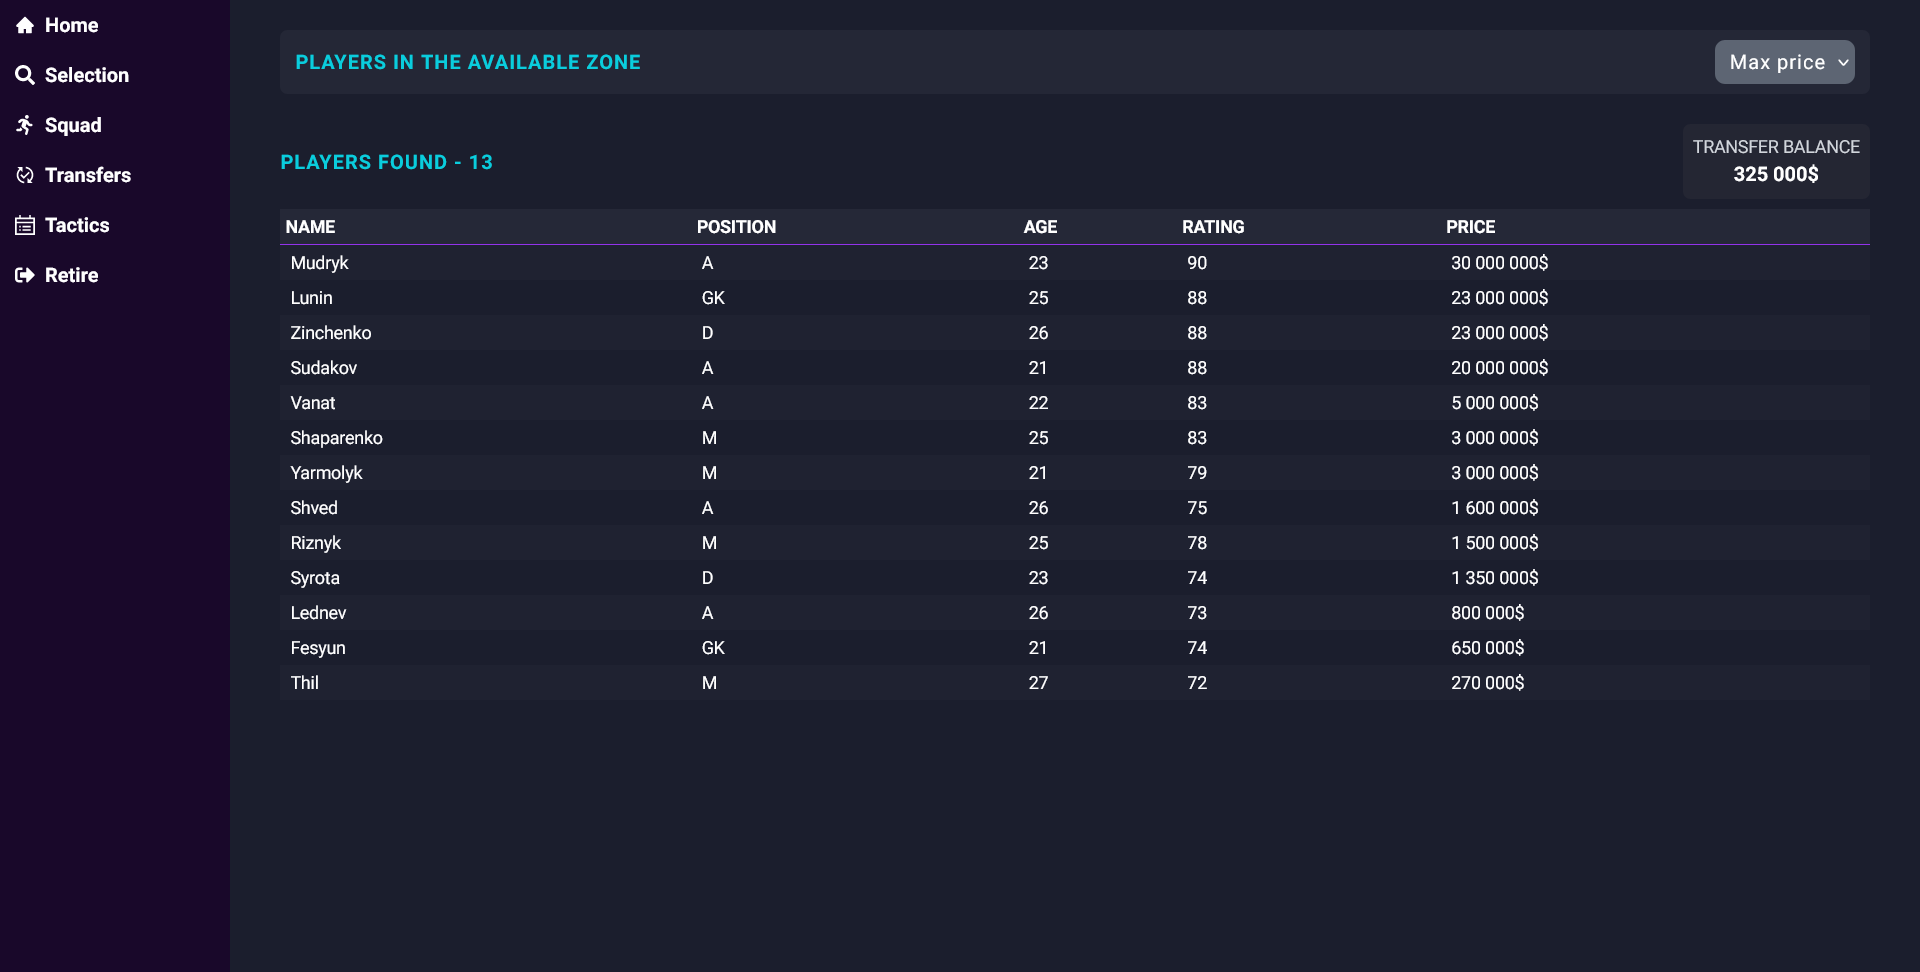 Home
Selection
Squad
Transfers
Tactics
Retire
PLAYERS IN THE AVAILABLE ZONE
Max price
PLAYERS FOUND - 13
TRANSFER BALANCE
325 000$
NAME POSITION AGE RATING PRICE
Mudryk A 23 90 30 000 000$
Lunin GK 25 88 23 000 000$
Zinchenko D 26 88 23 000 000$
Sudakov A 21 88 20 000 000$
Vanat A 22 83 5 000 000$
Shaparenko M 25 83 3 000 000$
Yarmolyk M 21 79 3 000 000$
Shved A 26 75 1 600 000$
Riznyk M 25 78 1 500 000$
Syrota D 23 74 1 350 000$
Lednev A 26 73 800 000$
Fesyun GK 21 74 650 000$
Thil M 27 72 270 000$